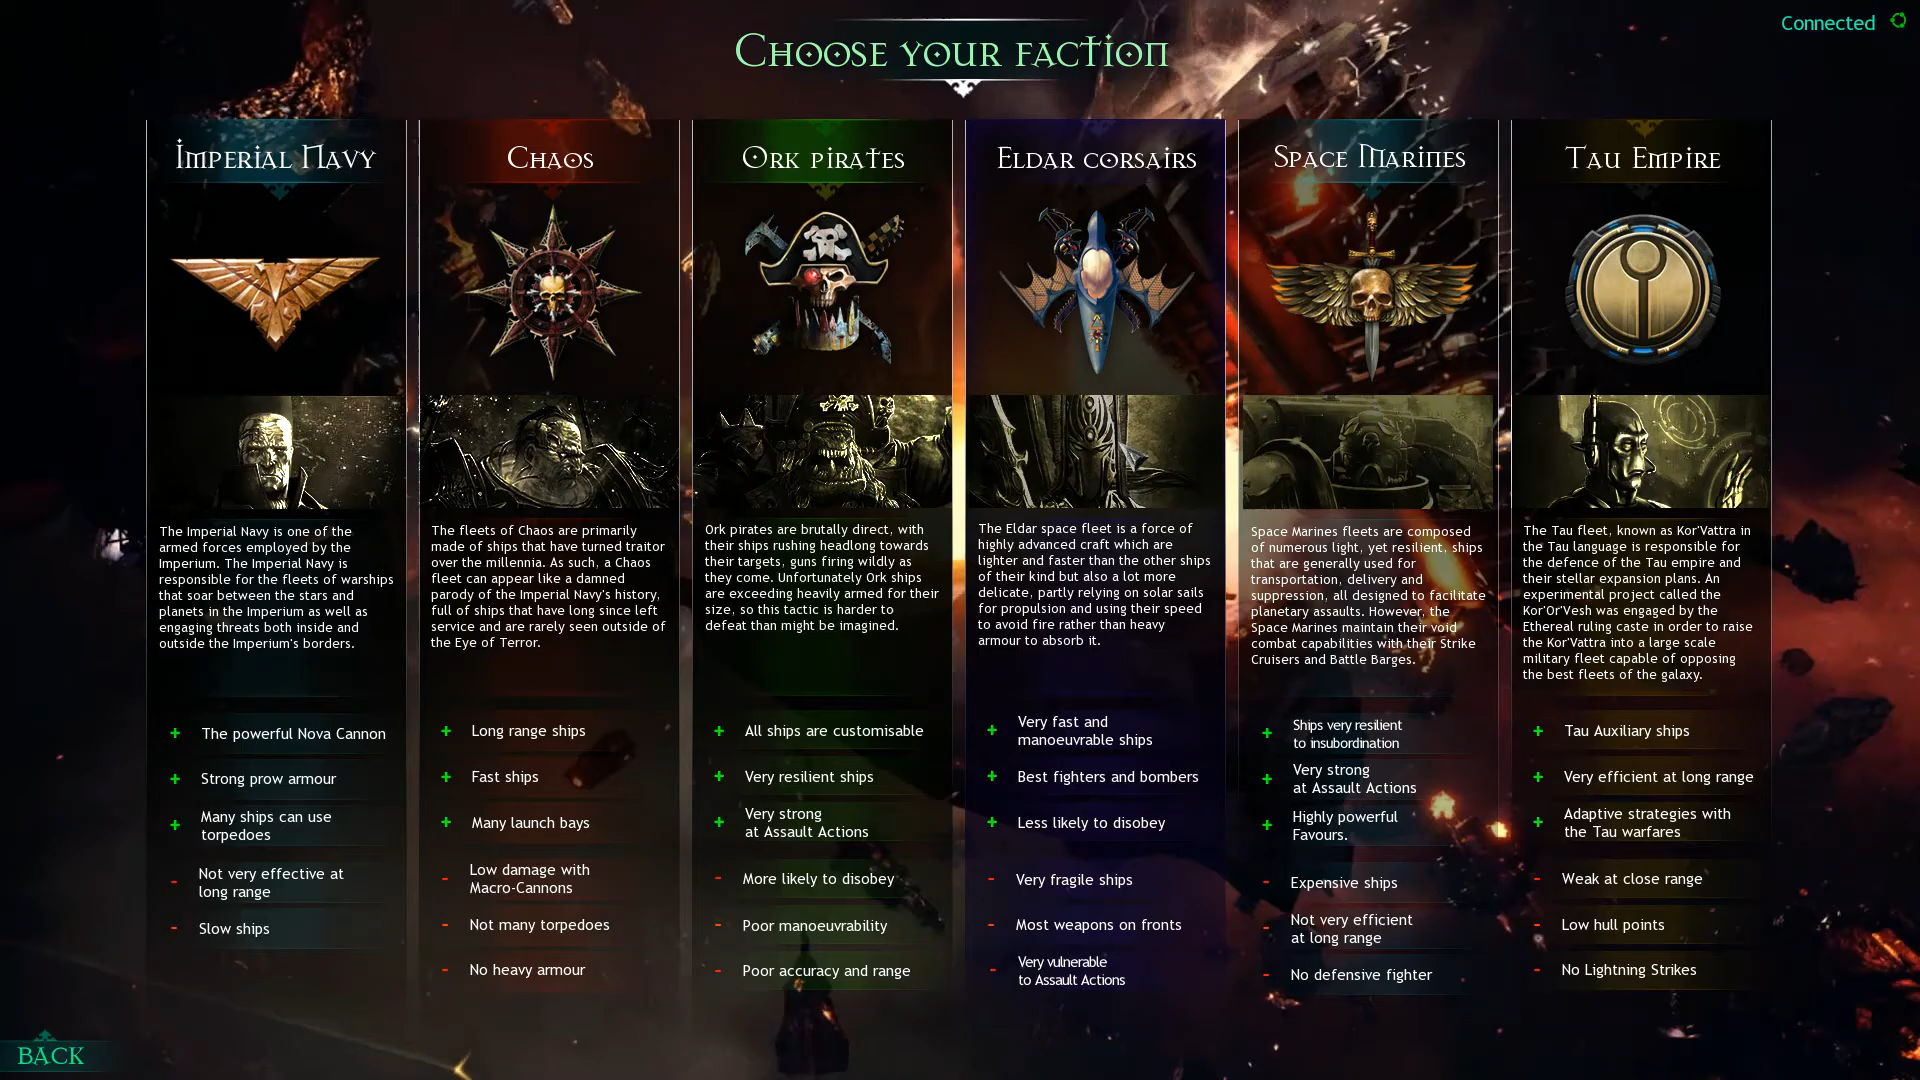 Connected
CHOOSE YOUR FACTION
IMPERIAL NAVY
The Imperial Navy is one of the
armed forces employed by the
Imperium. The Imperial Navy is
responsible for the fleets of warships
that soar between the stars and
planets in the Imperium as well as
engaging threats both inside and
outside the Imperium's borders.
+ The powerful Nova Cannon
+ Strong prow armour
+ Many ships can use
torpedoes
- Not very effective at
long range
- Slow ships
CHAOS
The fleets of Chaos are primarily
made of ships that have turned traitor
over the millennia. As such, a Chaos
fleet can appear like a damned
parody of the Imperial Navy's history,
full of ships that have long since left
service and are rarely seen outside of
the Eye of Terror.
+ Long range ships
+ Fast ships
+ Many launch bays
- Low damage with
Macro-Cannons
- Not many torpedoes
- No heavy armour
ORK PIRATES
Ork pirates are brutally direct, with
their ships rushing headlong towards
their targets, guns firing wildly as
they come. Unfortunately Ork ships
are exceeding heavily armed for their
size, so this tactic is harder to
defeat than might be imagined.
+ All ships are customisable
+ Very resilient ships
+ Very strong
at Assault Actions
- More likely to disobey
- Poor manoeuvrability
- Poor accuracy and range
ELDAR CORSAIRS
The Eldar space fleet is a force of
highly advanced craft which are
lighter and faster than the other ships
of their kind but also a lot more
delicate, partly relying on solar sails
for propulsion and using their speed
to avoid fire rather than heavy
armour to absorb it.
+ Very fast and
manoeuvrable ships
+ Best fighters and bombers
+ Less likely to disobey
- Very fragile ships
- Most weapons on fronts
- Very vulnerable
to Assault Actions
SPACE MARINES
Space Marines fleets are composed
of numerous light, yet resilient, ships
that are generally used for
transportation, delivery and
suppression, all designed to facilitate
planetary assaults. However, the
Space Marines maintain their void
combat capabilities with their Strike
Cruisers and Battle Barges.
+ Ships very resilient
to insubordination
+ Very strong
at Assault Actions
+ Highly powerful
Favours.
- Expensive ships
- Not very efficient
at long range
- No defensive fighter
TAU EMPIRE
The Tau fleet, known as Kor'Vattra in
the Tau language is responsible for
the defence of the Tau empire and
their stellar expansion plans. An
experimental project called the
Kor'Or'Vesh was engaged by the
Ethereal ruling caste in order to raise
the Kor'Vattra into a large scale
military fleet capable of opposing
the best fleets of the galaxy.
+ Tau Auxiliary ships
+ Very efficient at long range
+ Adaptive strategies with
the Tau warfares
- Weak at close range
- Low hull points
- No Lightning Strikes
BACK